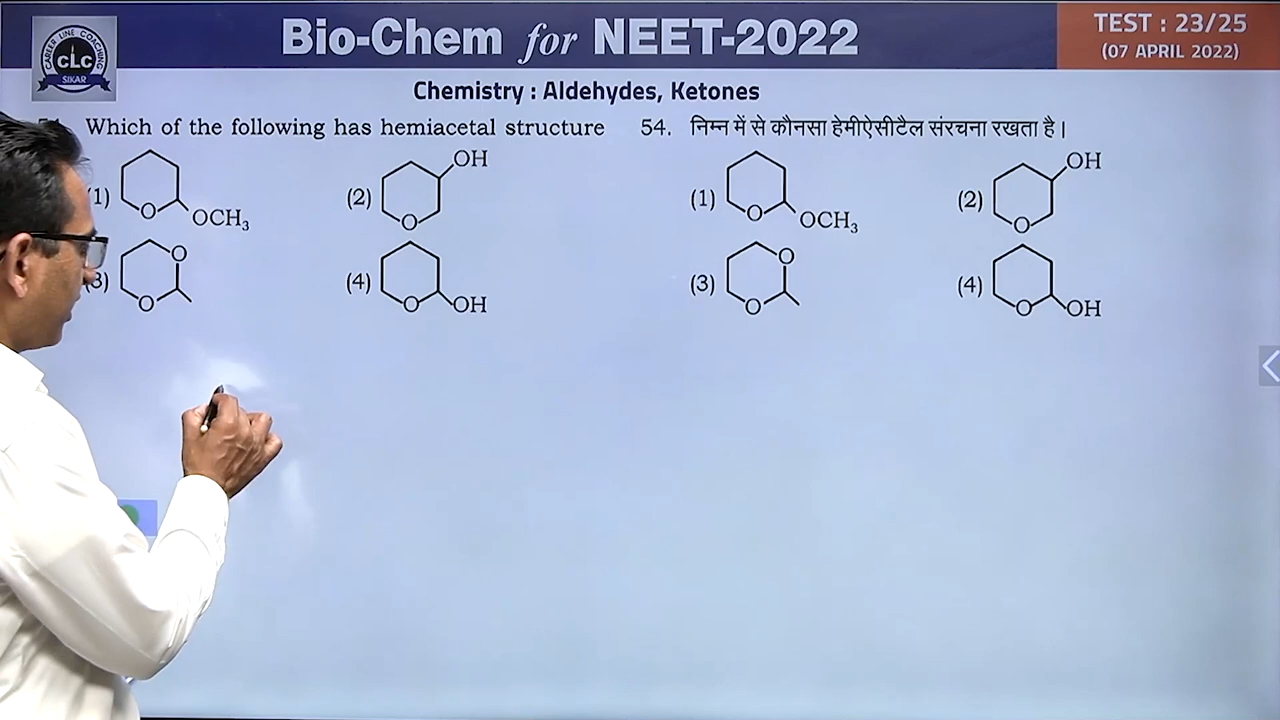 CAREER LINE COACHING
CLC
SIKAR
Bio-Chem for NEET-2022
TEST : 23/25
(07 APRIL 2022)
Chemistry : Aldehydes, Ketones
Which of the following has hemiacetal structure
(1) O OCH3
(2) OH O
(3) O O
(4) O OH
54. निम्न में से कौनसा हेमीऐसीटैल संरचना रखता है।
(1) O OCH3
(2) OH O
(3) O O
(4) O OH